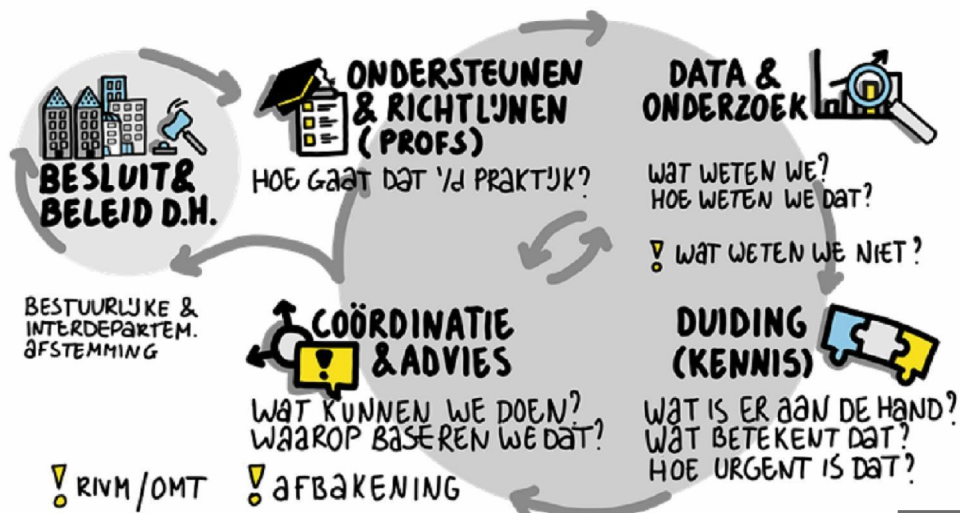 BESLUIT &
BELEID D.H.
BESTUURLIJKE &
INTERDEPARTEM.
AFSTEMMING
ONDERSTEUNEN
& RICHTLIJNEN
(PROFS)
HOE GAAT DAT '/d PRAKTIJK?
DATA &
ONDERZOEK
WAT WETEN WE?
HOE WETEN WE DAT?
! WAT WETEN WE NIET?
COÖRDINATIE
& ADVIES
WAT KUNNEN WE DOEN?
WAAROP BASEREN WE DAT?
DUIDING
(KENNIS)
WAT IS ER AAN DE HAND?
WAT BETEKENT DAT?
HOE URGENT IS DAT?
! RIVM/OMT
! AFBAKENING